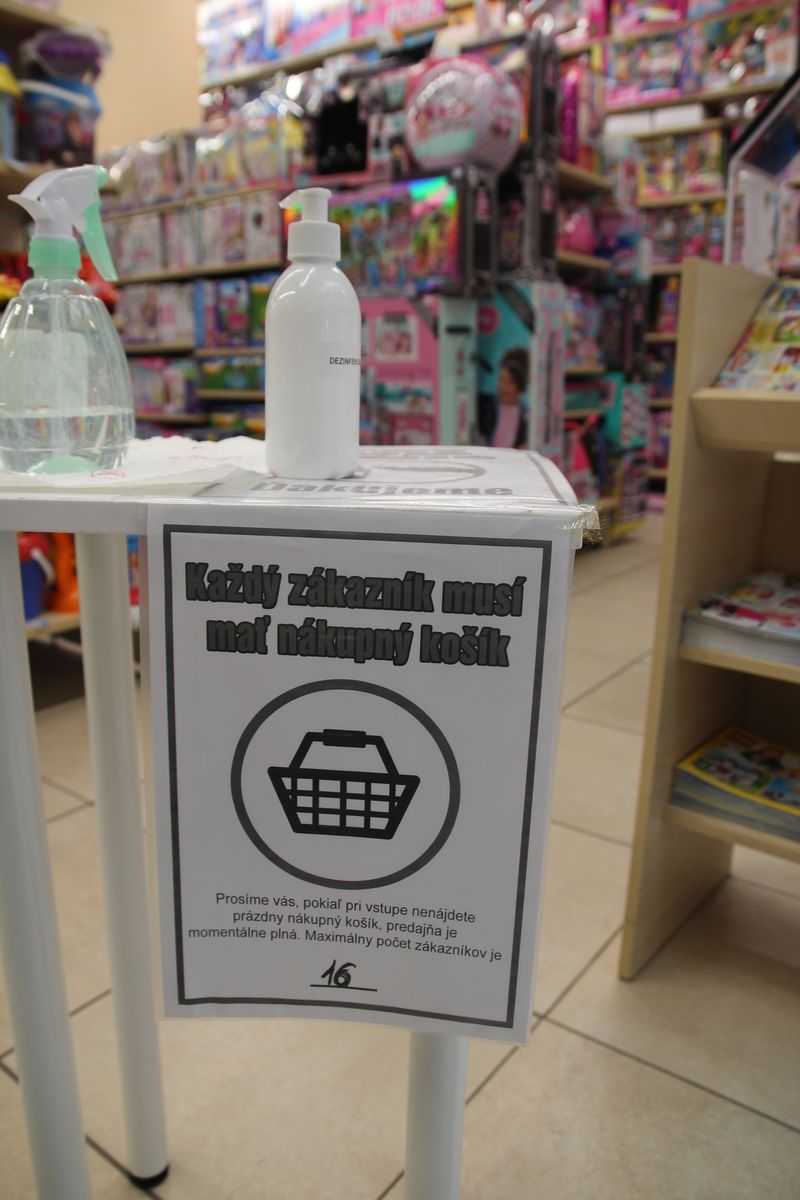 DEZINFEKC
Ďakujeme
Každý zákazník musí
mať nákupný košík
Prosíme vás, pokiaľ pri vstupe nenájdete
prázdny nákupný košík, predajňa je
momentálne plná. Maximálny počet zákazníkov je
16